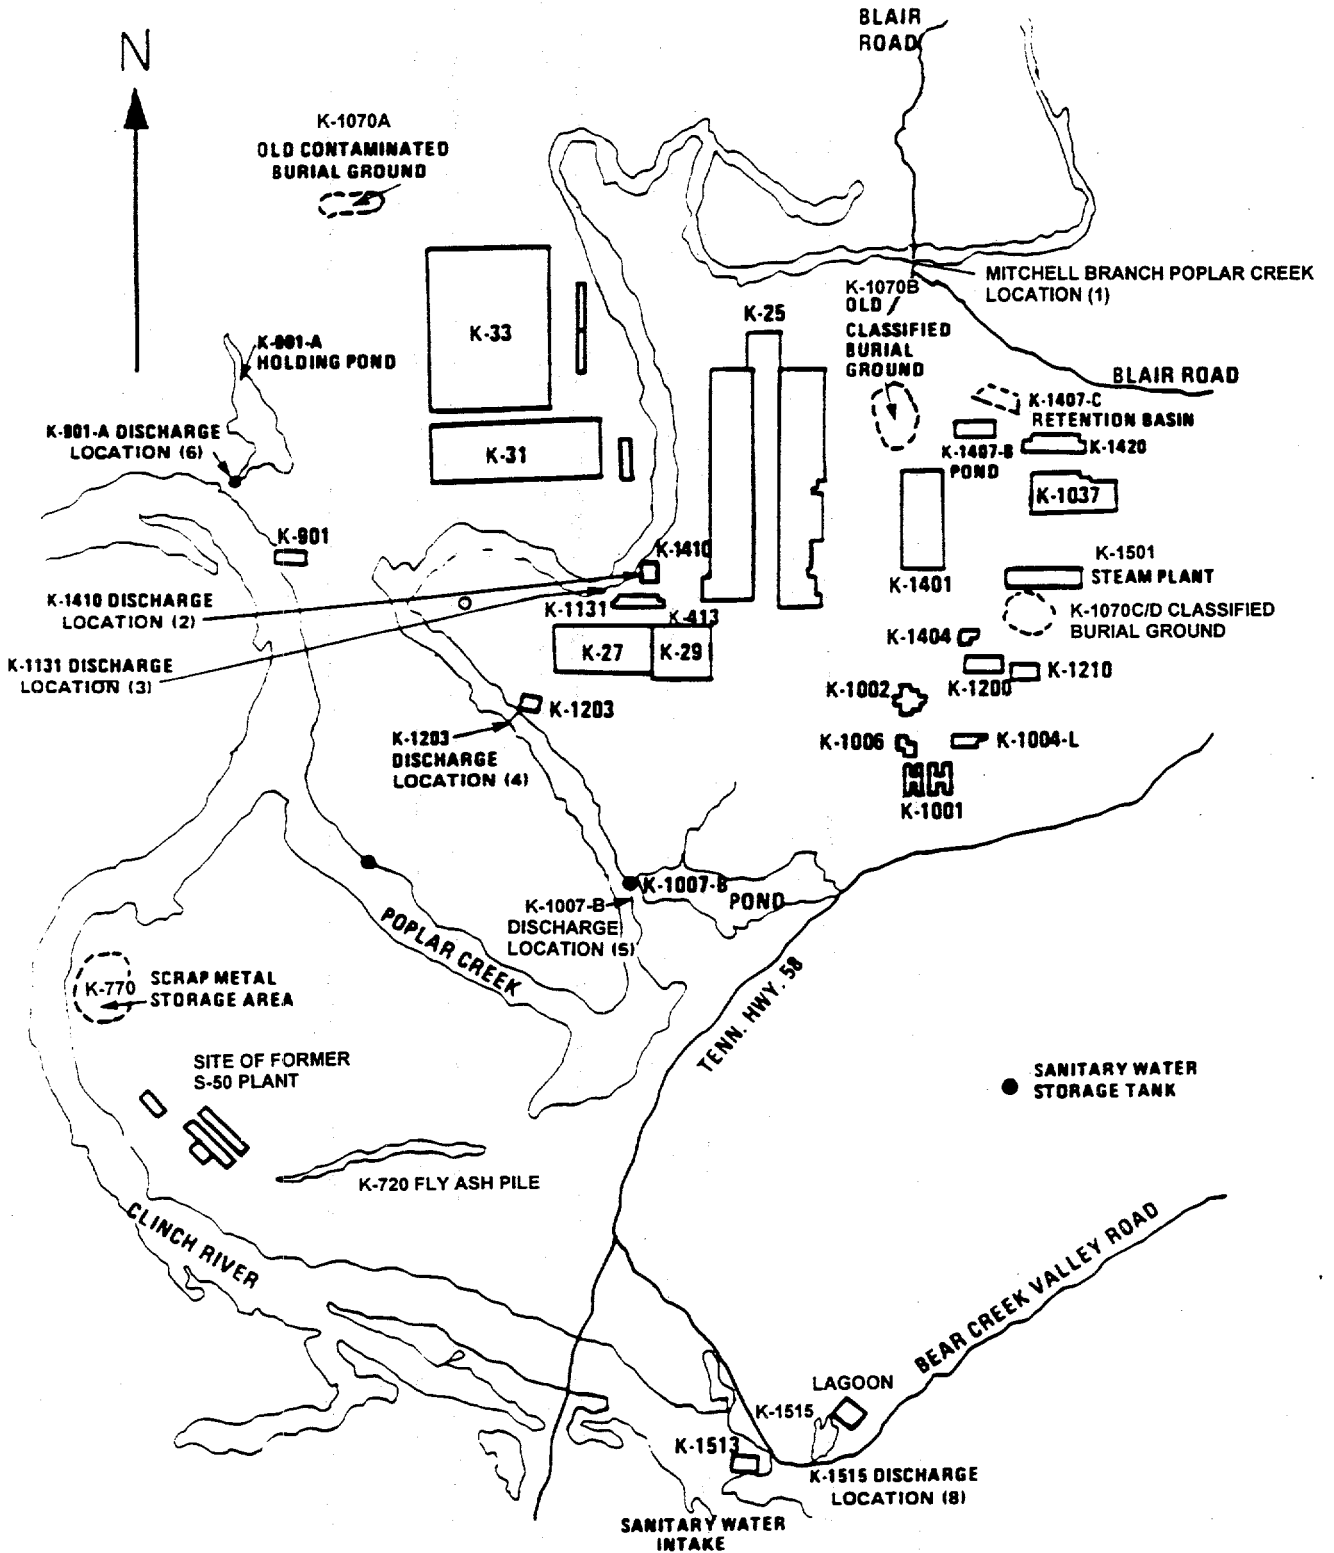 BLAIR
ROAD
N
K-1070A
OLD CONTAMINATED
BURIAL GROUND
MITCHELL BRANCH POPLAR CREEK
LOCATION (1)
K-1070B
OLD
CLASSIFIED
BURIAL
GROUND
K-25
K-33
K-901-A
HOLDING POND
BLAIR ROAD
K-1407-C
RETENTION BASIN
K-901-A DISCHARGE
LOCATION (6)
K-31
K-1407-B
POND
K-1420
K-1037
K-901
K-1410
K-1401
K-1501
STEAM PLANT
K-1410 DISCHARGE
LOCATION (2)
K-1131
K-413
K-1070C/D CLASSIFIED
BURIAL GROUND
K-1404
K-27
K-29
K-1131 DISCHARGE
LOCATION (3)
K-1002
K-1200
K-1210
K-1203
K-1203
DISCHARGE
LOCATION (4)
K-1006
K-1004-L
K-1001
K-1007-B
POND
K-1007-B
DISCHARGE
LOCATION (5)
POPLAR CREEK
K-770
SCRAP METAL
STORAGE AREA
TENN. HWY. 58
SITE OF FORMER
S-50 PLANT
SANITARY WATER
STORAGE TANK
K-720 FLY ASH PILE
CLINCH RIVER
BEAR CREEK VALLEY ROAD
LAGOON
K-1515
K-1513
K-1515 DISCHARGE
LOCATION (8)
SANITARY WATER
INTAKE